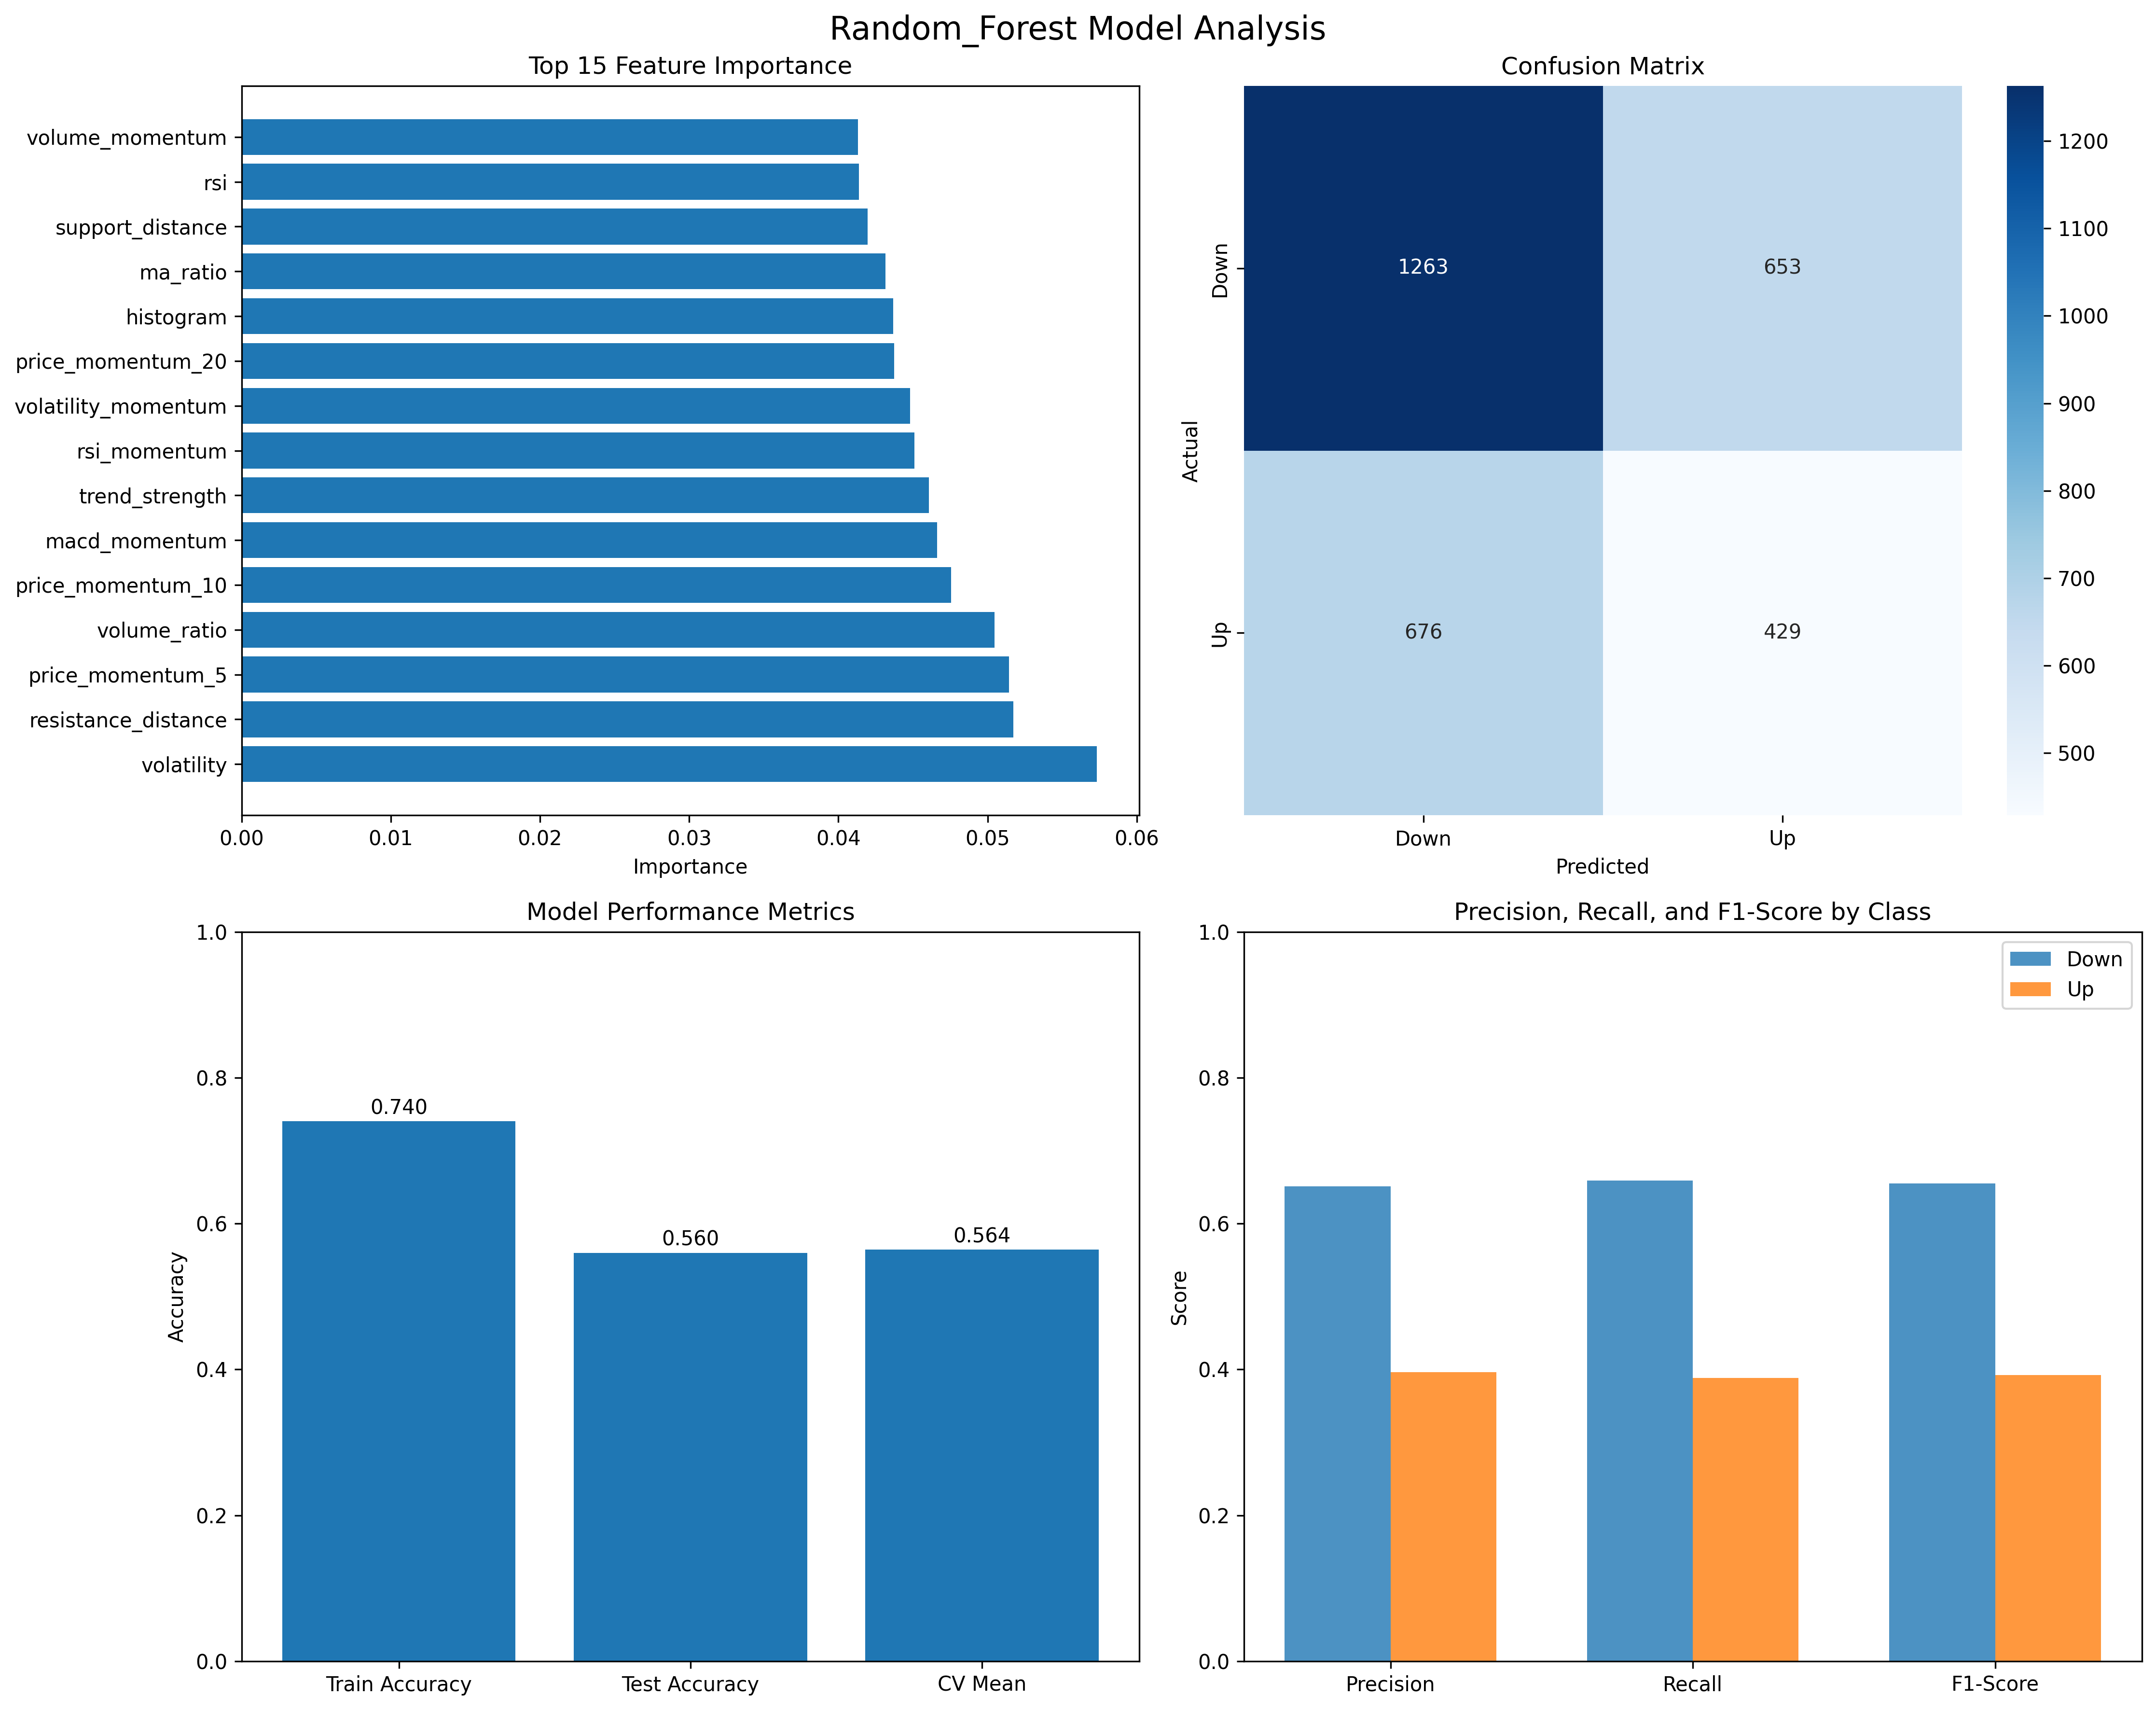 Random_Forest Model Analysis
Top 15 Feature Importance
volume_momentum
rsi
support_distance
ma_ratio
histogram
price_momentum_20
volatility_momentum
rsi_momentum
trend_strength
macd_momentum
price_momentum_10
volume_ratio
price_momentum_5
resistance_distance
volatility
0.00 0.01 0.02 0.03 0.04 0.05 0.06
Importance
Confusion Matrix
Actual
Down
Up
1263 653
676 429
Down Up
Predicted
1200
1100
1000
900
800
700
600
500
Model Performance Metrics
Accuracy
1.0
0.8
0.6
0.4
0.2
0.0
0.740
0.560
0.564
Train Accuracy Test Accuracy CV Mean
Precision, Recall, and F1-Score by Class
Score
1.0
0.8
0.6
0.4
0.2
0.0
Down
Up
Precision Recall F1-Score